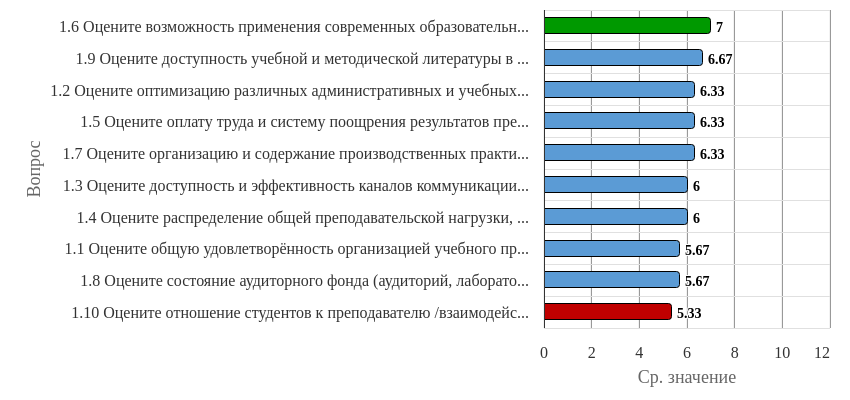 1.6 Оцените возможность применения современных образовательн... 7
1.9 Оцените доступность учебной и методической литературы в ... 6.67
1.2 Оцените оптимизацию различных административных и учебных... 6.33
1.5 Оцените оплату труда и систему поощрения результатов пре... 6.33
1.7 Оцените организацию и содержание производственных практи... 6.33
1.3 Оцените доступность и эффективность каналов коммуникации... 6
1.4 Оцените распределение общей преподавательской нагрузки, ... 6
1.1 Оцените общую удовлетворённость организацией учебного пр... 5.67
1.8 Оцените состояние аудиторного фонда (аудиторий, лаборато... 5.67
1.10 Оцените отношение студентов к преподавателю /взаимодейс... 5.33
Вопрос
0 2 4 6 8 10 12
Ср. значение